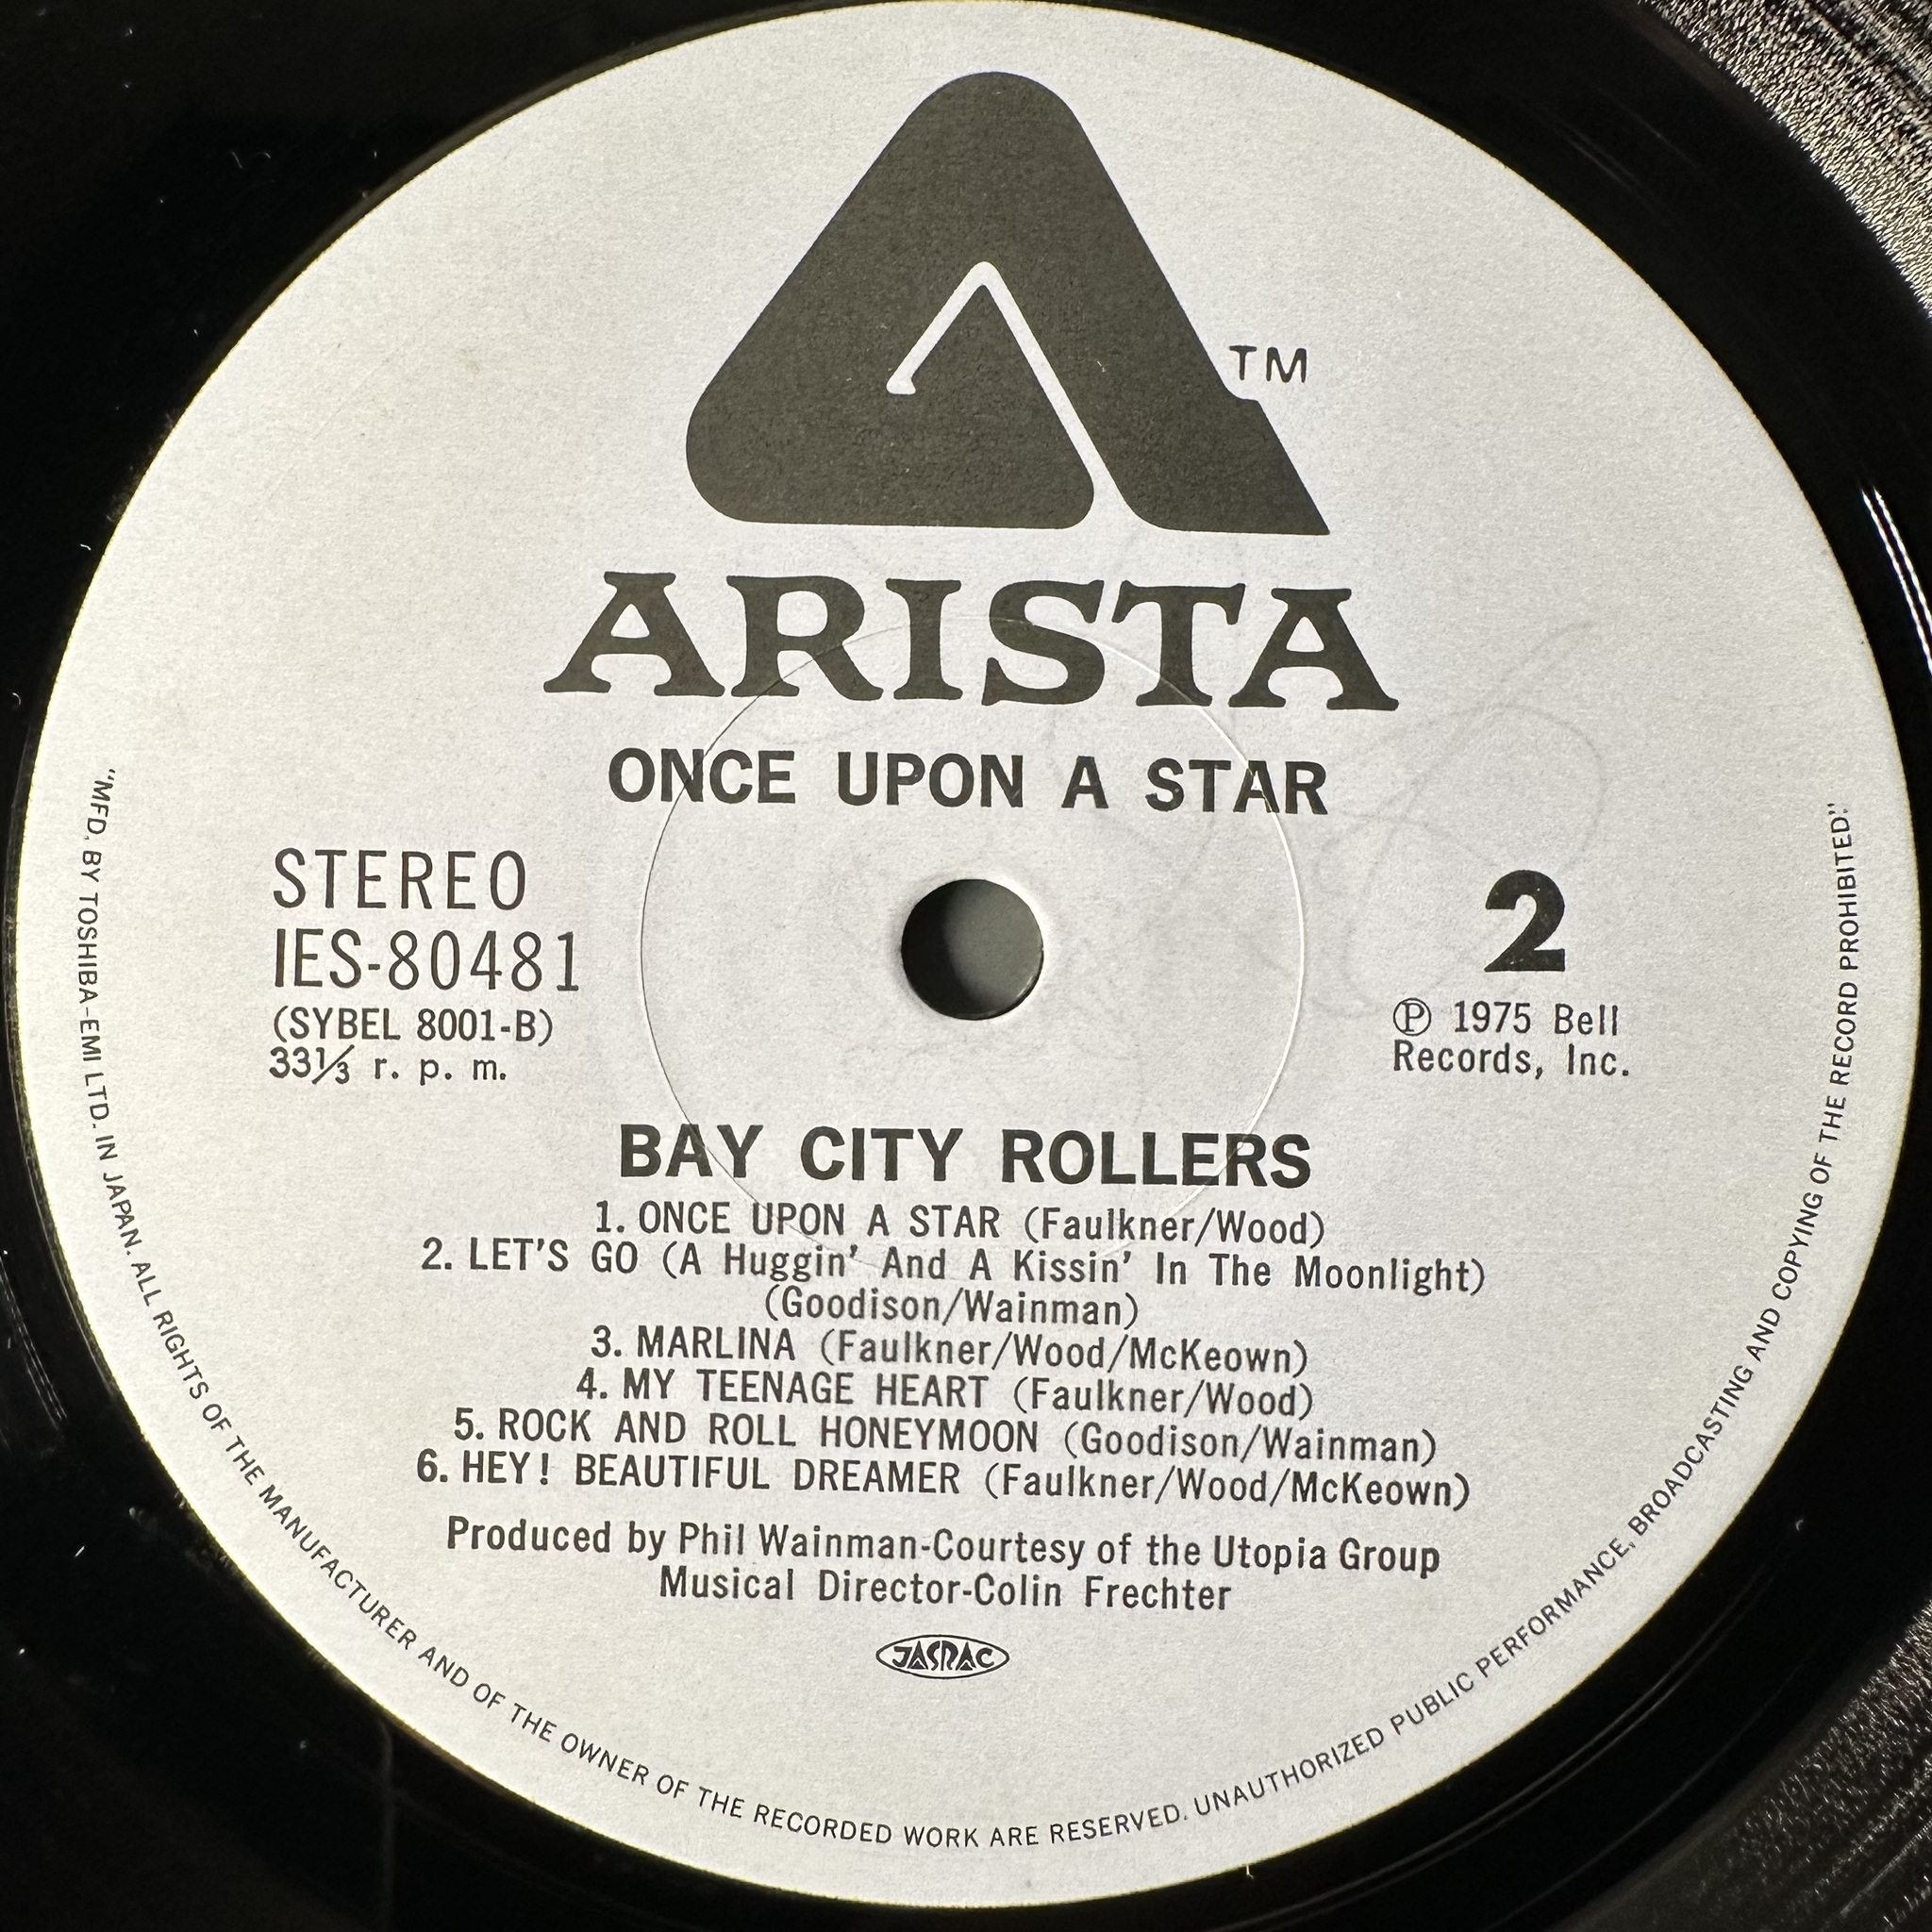 TM
ARISTA
ONCE UPON A STAR
STEREO
IES-80481
(SYBEL 8001-B)
33⅓ r. p. m.
2
Ⓟ 1975 Bell
Records, Inc.
BAY CITY ROLLERS
1. ONCE UPON A STAR (Faulkner/Wood)
2. LET'S GO (A Huggin' And A Kissin' In The Moonlight)
(Goodison/Wainman)
3. MARLINA (Faulkner/Wood/McKeown)
4. MY TEENAGE HEART (Faulkner/Wood)
5. ROCK AND ROLL HONEYMOON (Goodison/Wainman)
6. HEY! BEAUTIFUL DREAMER (Faulkner/Wood/McKeown)
Produced by Phil Wainman-Courtesy of the Utopia Group
Musical Director-Colin Frechter
JASRAC
"MFD. BY TOSHIBA-EMI LTD. IN JAPAN. ALL RIGHTS OF THE MANUFACTURER AND OF THE OWNER OF THE RECORDED WORK ARE RESERVED. UNAUTHORIZED PUBLIC PERFORMANCE, BROADCASTING AND COPYING OF THE RECORD PROHIBITED."